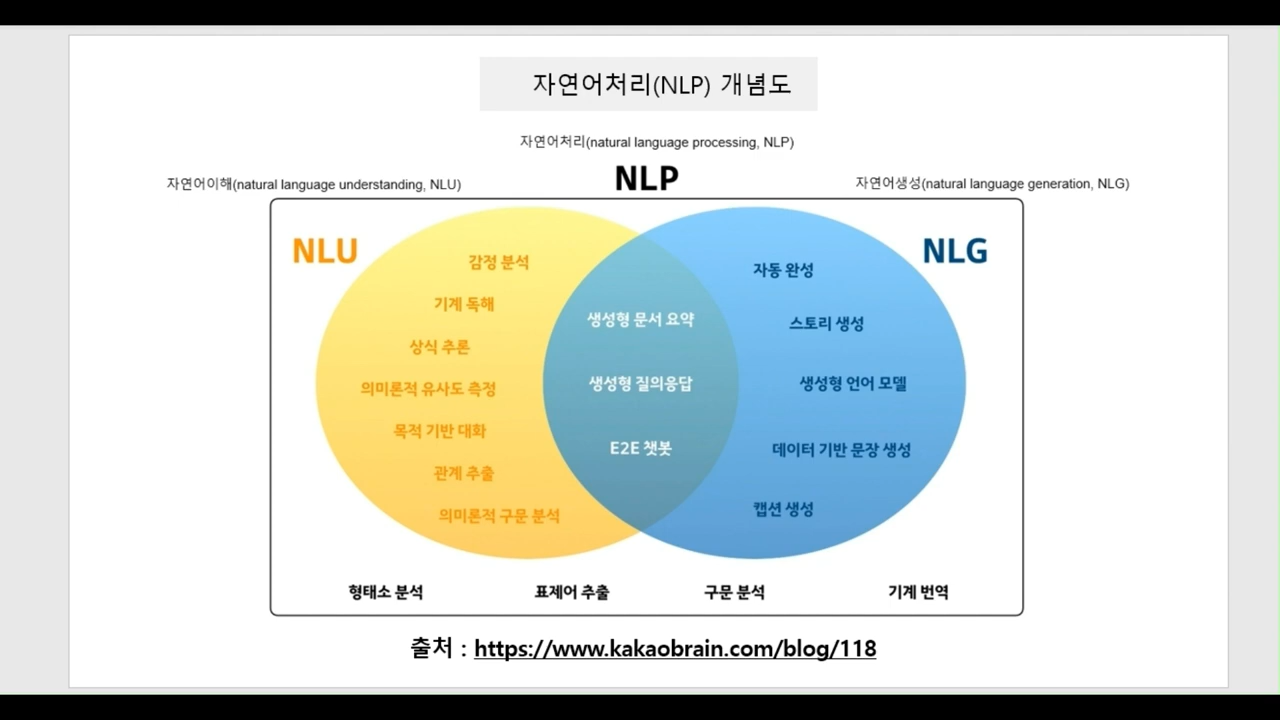 자연어처리(NLP) 개념도
자연어처리(natural language processing, NLP)
NLP
자연어이해(natural language understanding, NLU)
자연어생성(natural language generation, NLG)
NLU
NLG
감정 분석
기계 독해
상식 추론
의미론적 유사도 측정
목적 기반 대화
관계 추출
의미론적 구문 분석
생성형 문서 요약
생성형 질의응답
E2E 챗봇
자동 완성
스토리 생성
생성형 언어 모델
데이터 기반 문장 생성
캡션 생성
형태소 분석
표제어 추출
구문 분석
기계 번역
출처 : https://www.kakaobrain.com/blog/118